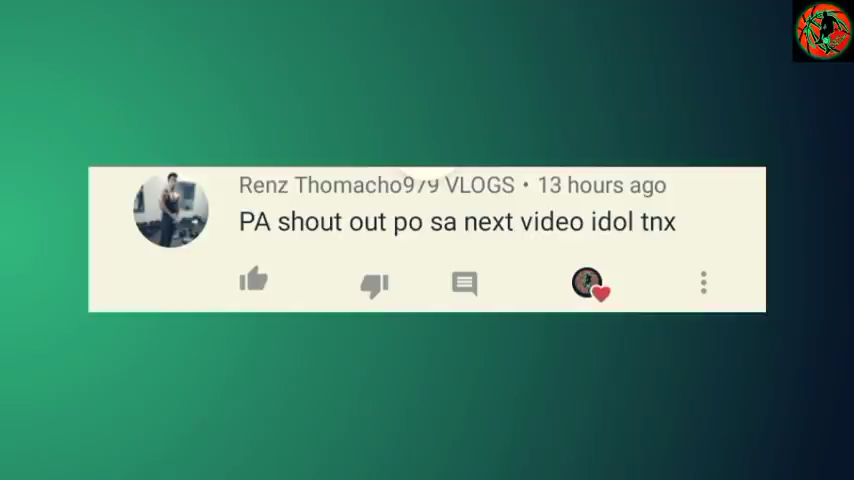 Renz Thomacho979 VLOGS • 13 hours ago
PA shout out po sa next video idol tnx